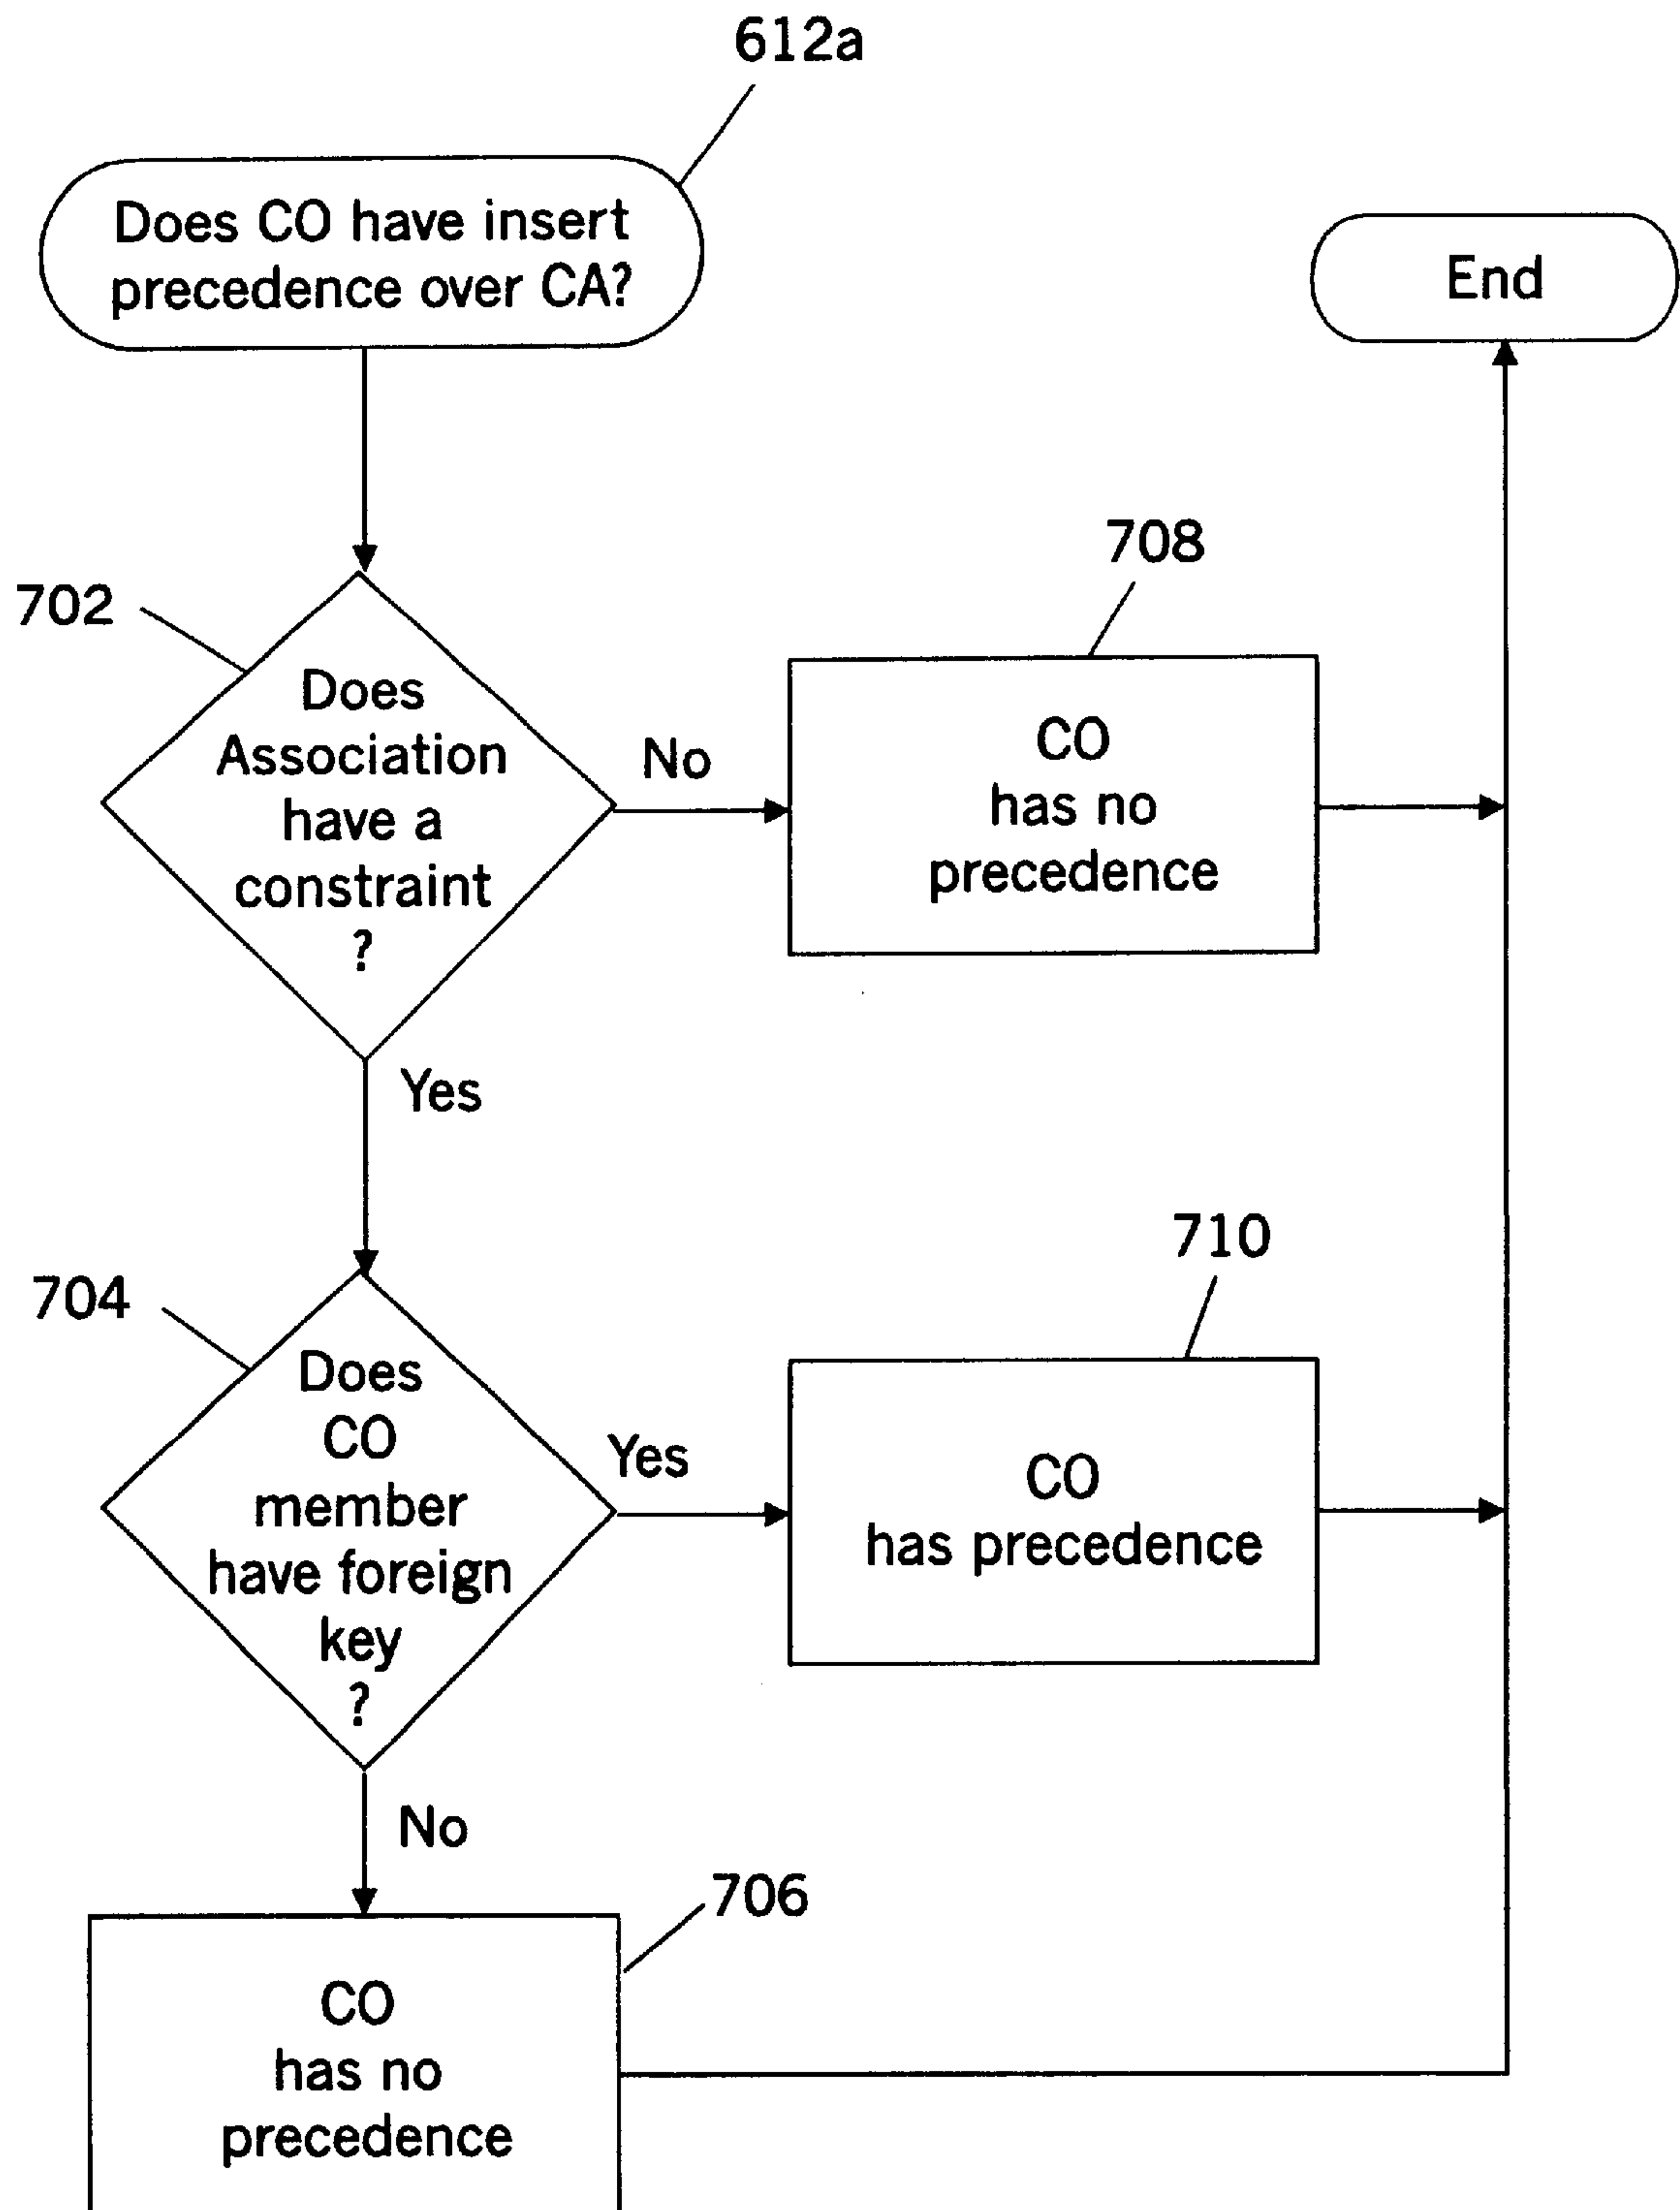 612a
Does CO have insert
precedence over CA?
End
702
Does
Association
have a
constraint
?
No
708
CO
has no
precedence
Yes
704
Does
CO
member
have foreign
key
?
Yes
710
CO
has precedence
No
706
CO
has no
precedence